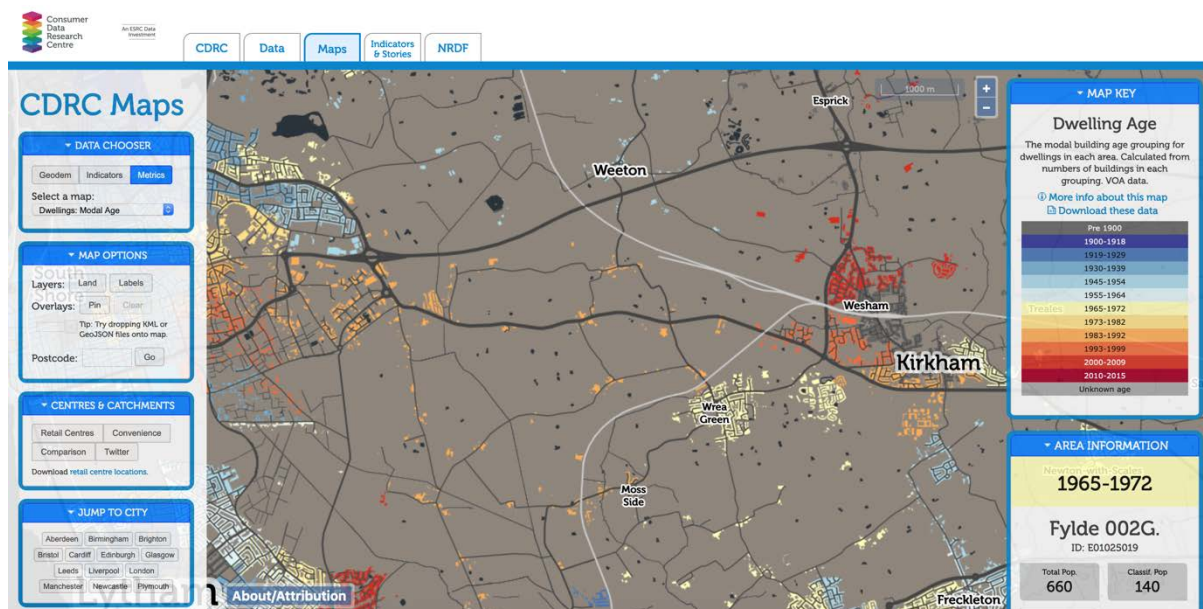 Consumer
Data
Research
Centre
An ESRC Data
Investment
CDRC
Data
Maps
Indicators
& Stories
NRDF
CDRC Maps
DATA CHOOSER
Geodem
Indicators
Metrics
Select a map:
Dwellings: Modal Age
MAP OPTIONS
South
Shore
Layers:
Land
Labels
Overlays:
Pin
Clear
Tip: Try dropping KML or
GeoJSON files onto map.
Postcode:
Go
CENTRES & CATCHMENTS
Retail Centres
Convenience
Comparison
Twitter
Download retail centre locations.
JUMP TO CITY
Aberdeen
Birmingham
Brighton
Bristol
Cardiff
Edinburgh
Glasgow
Leeds
Liverpool
London
Manchester
Newcastle
Plymouth
Lytham
About/Attribution
1000 m
+
−
Esprick
Weeton
Wesham
Kirkham
Wrea
Green
Moss
Side
Freckleton
MAP KEY
Dwelling Age
The modal building age grouping for
dwellings in each area. Calculated from
numbers of buildings in each
grouping. VOA data.
More info about this map
Download these data
Pre 1900
1900-1918
1919-1929
1930-1939
1945-1954
1955-1964
Treales
1965-1972
1973-1982
1983-1992
1993-1999
2000-2009
2010-2015
Unknown age
AREA INFORMATION
Newton-with-Scales
1965-1972
Fylde 002G.
ID: E01025019
Total Pop.
660
Classif. Pop
140